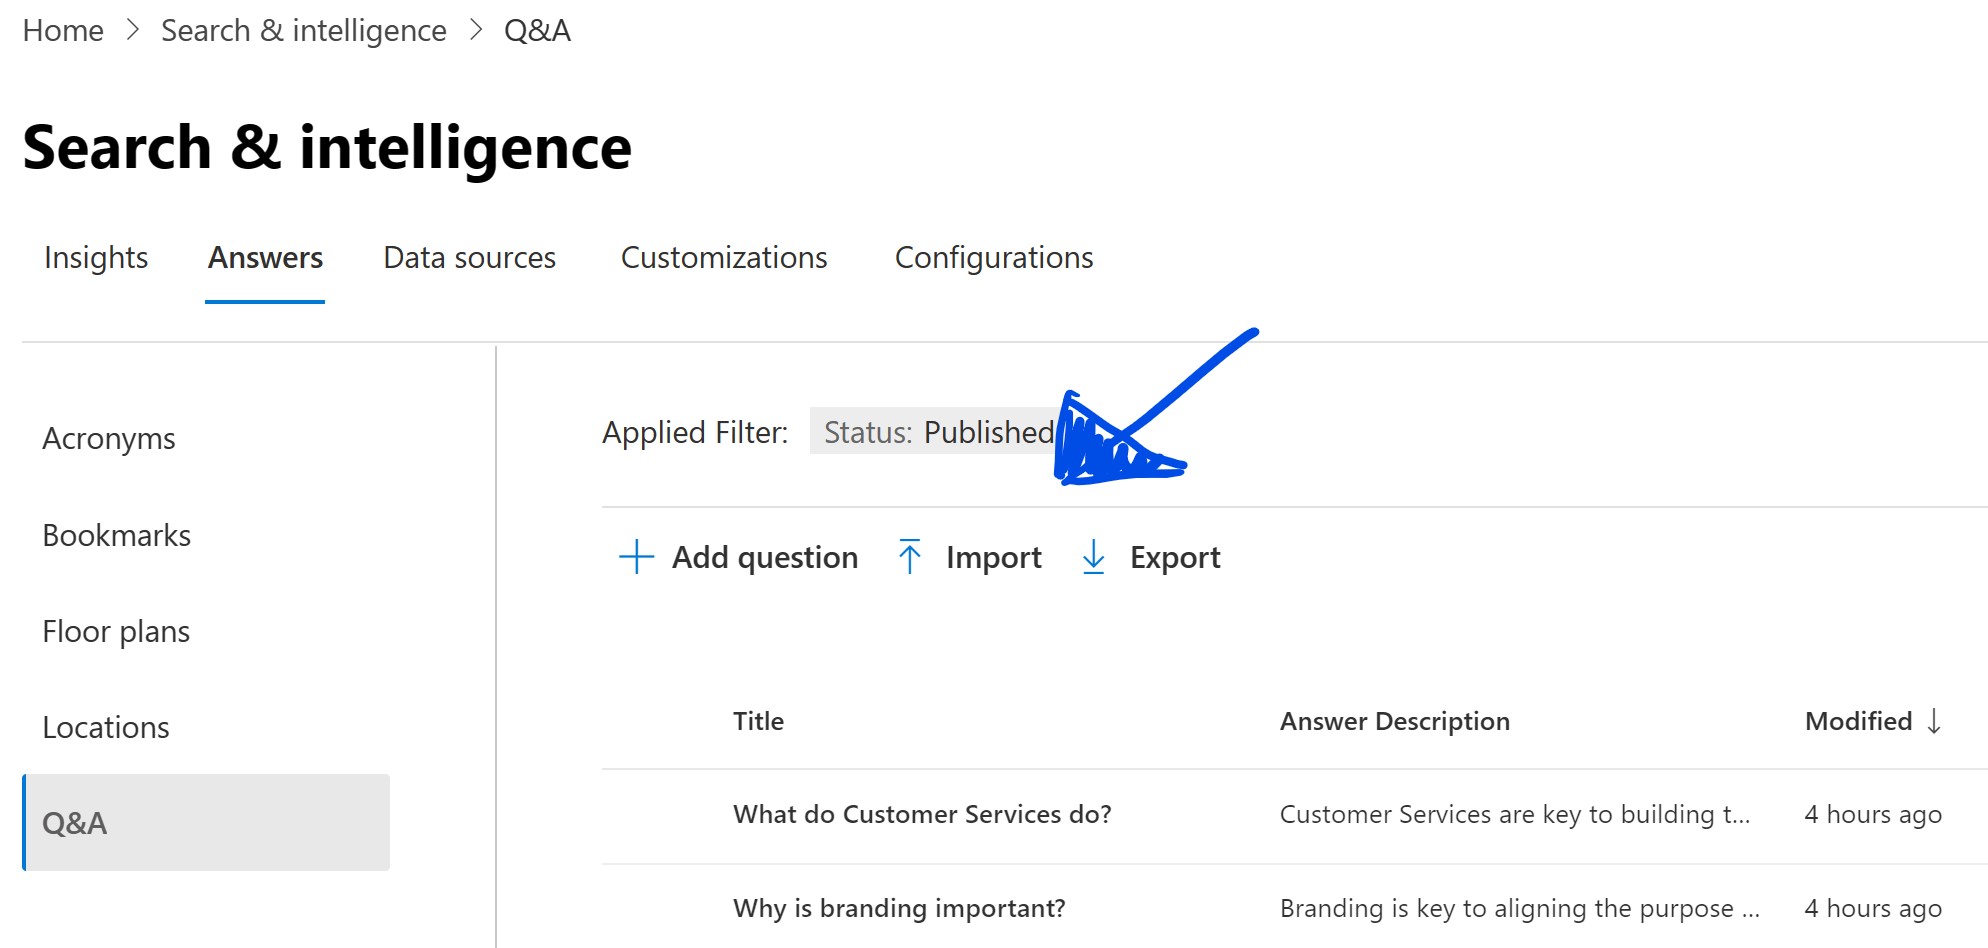 Home > Search & intelligence > Q&A
Search & intelligence
Insights Answers Data sources Customizations Configurations
Acronyms
Bookmarks
Floor plans
Locations
Q&A
Applied Filter: Status: Published
Add question Import Export
Title Answer Description Modified
What do Customer Services do? Customer Services are key to building t... 4 hours ago
Why is branding important? Branding is key to aligning the purpose ... 4 hours ago